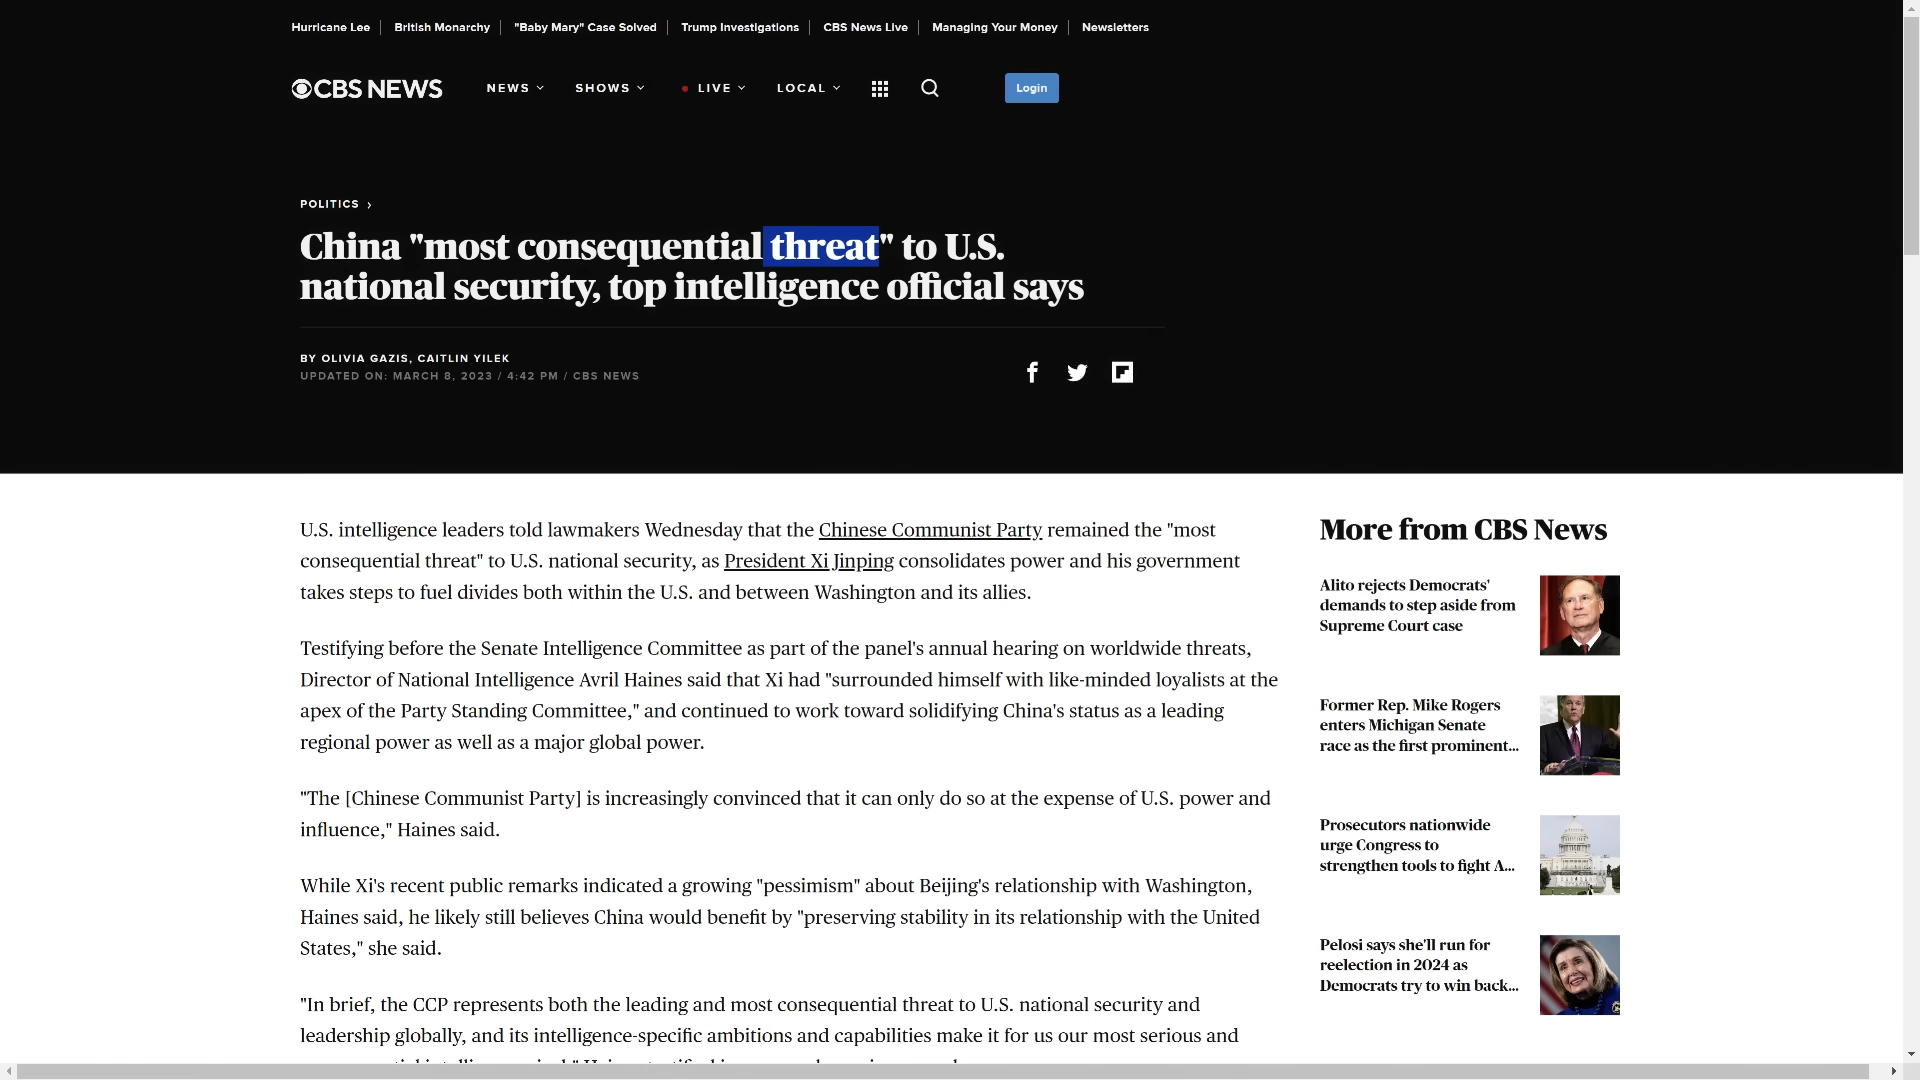 Hurricane Lee
British Monarchy
"Baby Mary" Case Solved
Trump Investigations
CBS News Live
Managing Your Money
Newsletters
CBS NEWS
NEWS
SHOWS
LIVE
LOCAL
Login
POLITICS
China "most consequential threat" to U.S.
national security, top intelligence official says
BY OLIVIA GAZIS, CAITLIN YILEK
UPDATED ON: MARCH 8, 2023 / 4:42 PM / CBS NEWS
U.S. intelligence leaders told lawmakers Wednesday that the Chinese Communist Party remained the "most
consequential threat" to U.S. national security, as President Xi Jinping consolidates power and his government
takes steps to fuel divides both within the U.S. and between Washington and its allies.
Testifying before the Senate Intelligence Committee as part of the panel's annual hearing on worldwide threats,
Director of National Intelligence Avril Haines said that Xi had "surrounded himself with like-minded loyalists at the
apex of the Party Standing Committee," and continued to work toward solidifying China's status as a leading
regional power as well as a major global power.
"The [Chinese Communist Party] is increasingly convinced that it can only do so at the expense of U.S. power and
influence," Haines said.
While Xi's recent public remarks indicated a growing "pessimism" about Beijing's relationship with Washington,
Haines said, he likely still believes China would benefit by "preserving stability in its relationship with the United
States," she said.
"In brief, the CCP represents both the leading and most consequential threat to U.S. national security and
leadership globally, and its intelligence-specific ambitions and capabilities make it for us our most serious and
More from CBS News
Alito rejects Democrats'
demands to step aside from
Supreme Court case
Former Rep. Mike Rogers
enters Michigan Senate
race as the first prominent...
Prosecutors nationwide
urge Congress to
strengthen tools to fight A...
Pelosi says she'll run for
reelection in 2024 as
Democrats try to win back...